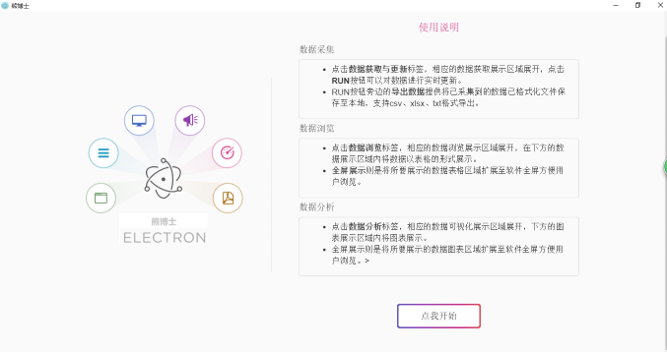 熊博士
使用说明
数据采集
点击数据获取与更新标签，相应的数据获取展示区域展开，点击
RUN按钮可以对数据进行实时更新。
RUN按钮旁边的导出数据提供将已采集到的数据已格式化文件保
存至本地，支持csv、xlsx、txt格式导出。
数据浏览
点击数据浏览标签，相应的数据浏览展示区域展开，在下方的数
据展示区域内将数据以表格的形式展示。
全屏展示则是将所要展示的数据表格区域扩展至软件全屏方便用
户浏览。
数据分析
点击数据分析标签，相应的数据可视化展示区域展开，下方的图
表展示区域内将图表展示。
全屏展示则是将所要展示的数据图表区域扩展至软件全屏方便用
户浏览。>
熊博士
ELECTRON
点我开始